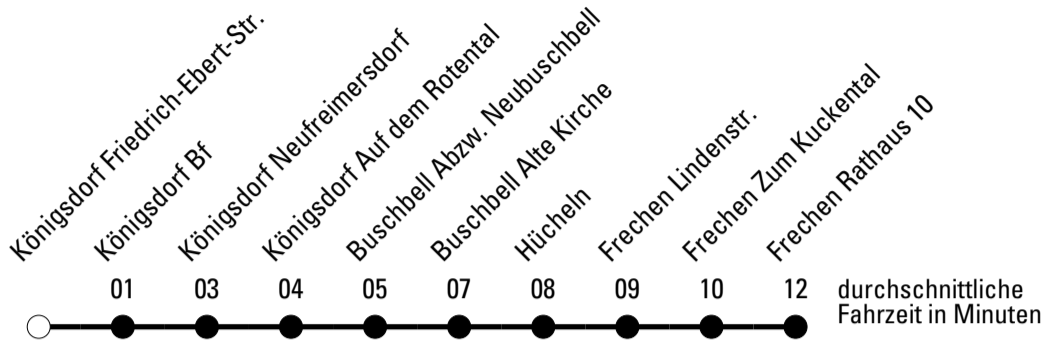 Königsdorf Friedrich-Ebert-Str.
Königsdorf Bf
Königsdorf Neufreimersdorf
Königsdorf Auf dem Rotental
Buschbell Abzw. Neubuschbell
Buschbell Alte Kirche
Hücheln
Frechen Lindenstr.
Frechen Zum Kuckental
Frechen Rathaus 10
01 03 04 05 07 08 09 10 12
durchschnittliche
Fahrzeit in Minuten